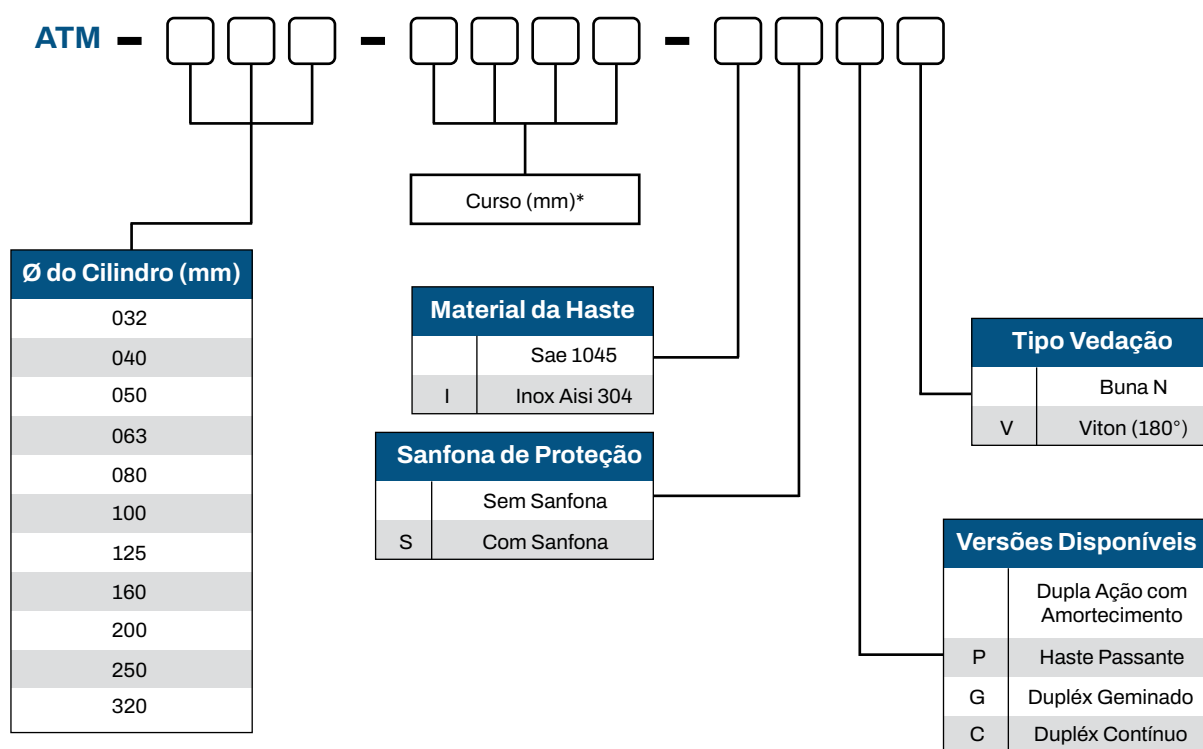 ATM - -  -
Curso (mm)*
Ø do Cilindro (mm)
032
040
050
063
080
100
125
160
200
250
320
Material da Haste
Sae 1045
I Inox Aisi 304
Sanfona de Proteção
Sem Sanfona
S Com Sanfona
Tipo Vedação
Buna N
V Viton (180°)
Versões Disponíveis
Dupla Ação com
Amortecimento
P Haste Passante
G Dupléx Geminado
C Dupléx Contínuo